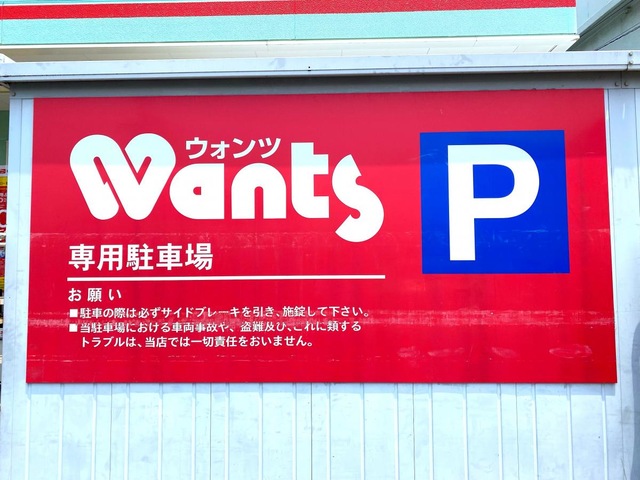 ウォンツ
Wants
P
専用駐車場
お願い
■駐車の際は必ずサイドブレーキを引き、施錠して下さい。
■当駐車場における車両事故や、盗難及び、これに類する
トラブルは、当店では一切責任をおいません。